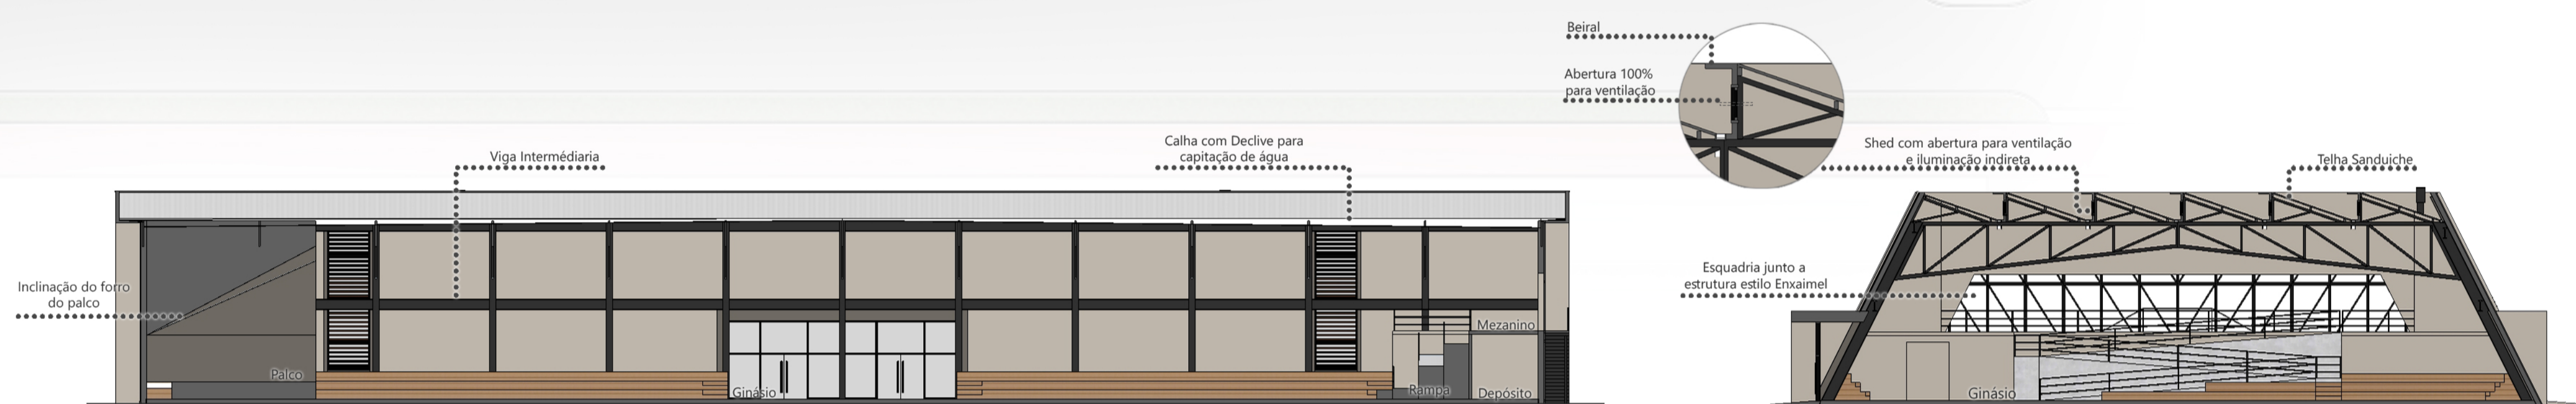 Beiral
Abertura 100%
para ventilação
Viga Intermédiaria
Calha com Declive para
capitação de água
Shed com abertura para ventilação
e iluminação indireta
Telha Sanduiche
Inclinação do forro
do palco
Esquadria junto a
estrutura estilo Enxaimel
Mezanino
Palco
Ginásio
Rampa
Depósito
Ginásio